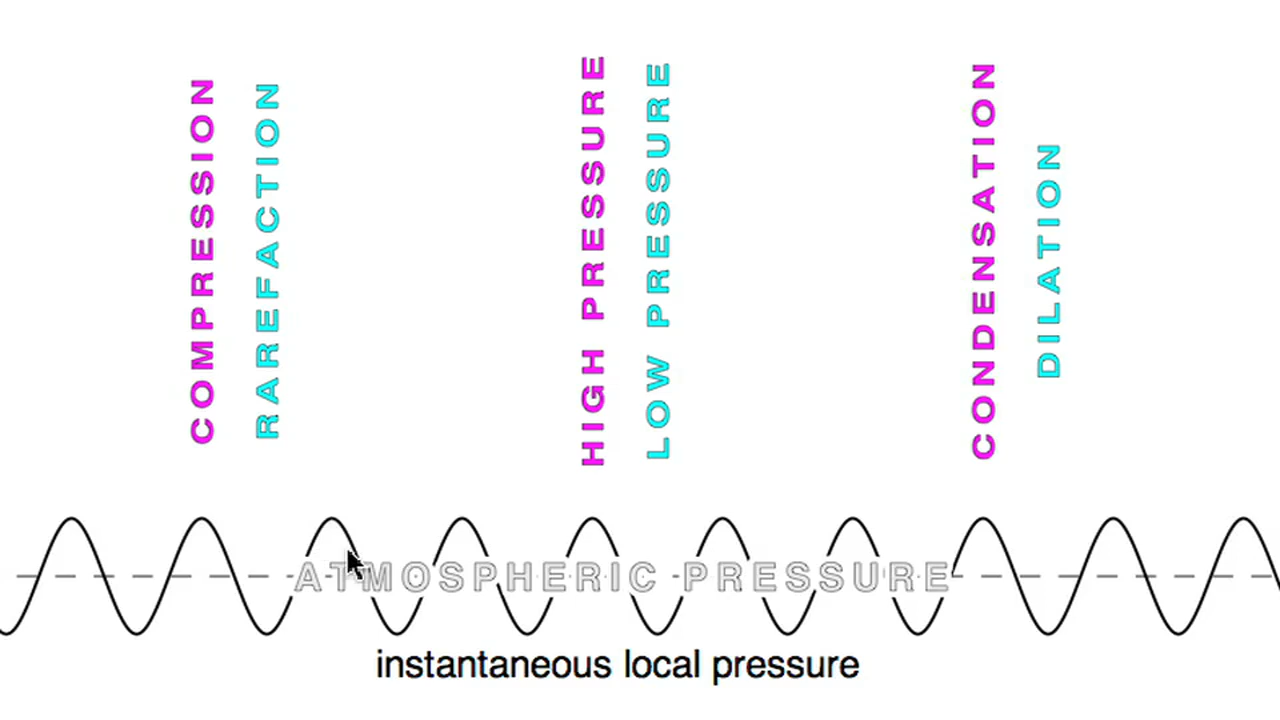 COMPRESSION
RAREFACTION
HIGH PRESSURE
LOW PRESSURE
CONDENSATION
DILATION
ATMOSPHERIC PRESSURE
instantaneous local pressure